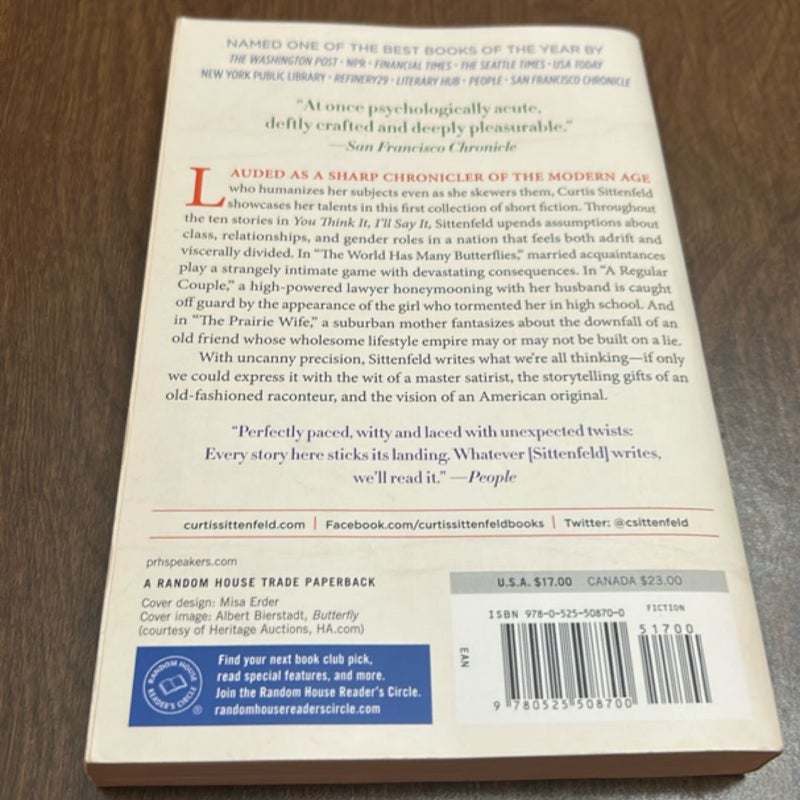 NAMED ONE OF THE BEST BOOKS OF THE YEAR BY
THE WASHINGTON POST • NPR • FINANCIAL TIMES • THE SEATTLE TIMES • USA TODAY
NEW YORK PUBLIC LIBRARY • REFINERY29 • LITERARY HUB • PEOPLE • SAN FRANCISCO CHRONICLE
"At once psychologically acute,
deftly crafted and deeply pleasurable."
—San Francisco Chronicle
LAUDED AS A SHARP CHRONICLER OF THE MODERN AGE
who humanizes her subjects even as she skewers them, Curtis Sittenfeld
showcases her talents in this first collection of short fiction. Throughout
the ten stories in You Think It, I'll Say It, Sittenfeld upends assumptions about
class, relationships, and gender roles in a nation that feels both adrift and
viscerally divided. In "The World Has Many Butterflies," married acquaintances
play a strangely intimate game with devastating consequences. In "A Regular
Couple," a high-powered lawyer honeymooning with her husband is caught
off guard by the appearance of the girl who tormented her in high school. And
in "The Prairie Wife," a suburban mother fantasizes about the downfall of an
old friend whose wholesome lifestyle empire may or may not be built on a lie.
With uncanny precision, Sittenfeld writes what we're all thinking—if only
we could express it with the wit of a master satirist, the storytelling gifts of an
old-fashioned raconteur, and the vision of an American original.
"Perfectly paced, witty and laced with unexpected twists:
Every story here sticks its landing. Whatever [Sittenfeld] writes,
we'll read it." —People
curtissittenfeld.com | Facebook.com/curtissittenfeldbooks | Twitter: @csittenfeld
prhspeakers.com
A RANDOM HOUSE TRADE PAPERBACK
Cover design: Misa Erder
Cover image: Albert Bierstadt, Butterfly
(courtesy of Heritage Auctions, HA.com)
RANDOM HOUSE READER'S CIRCLE
®
Find your next book club pick,
read special features, and more.
Join the Random House Reader's Circle.
randomhousereaderscircle.com
U.S.A. $17.00 CANADA $23.00
FICTION
ISBN 978-0-525-50870-0
51700
EAN
9 780525 508700